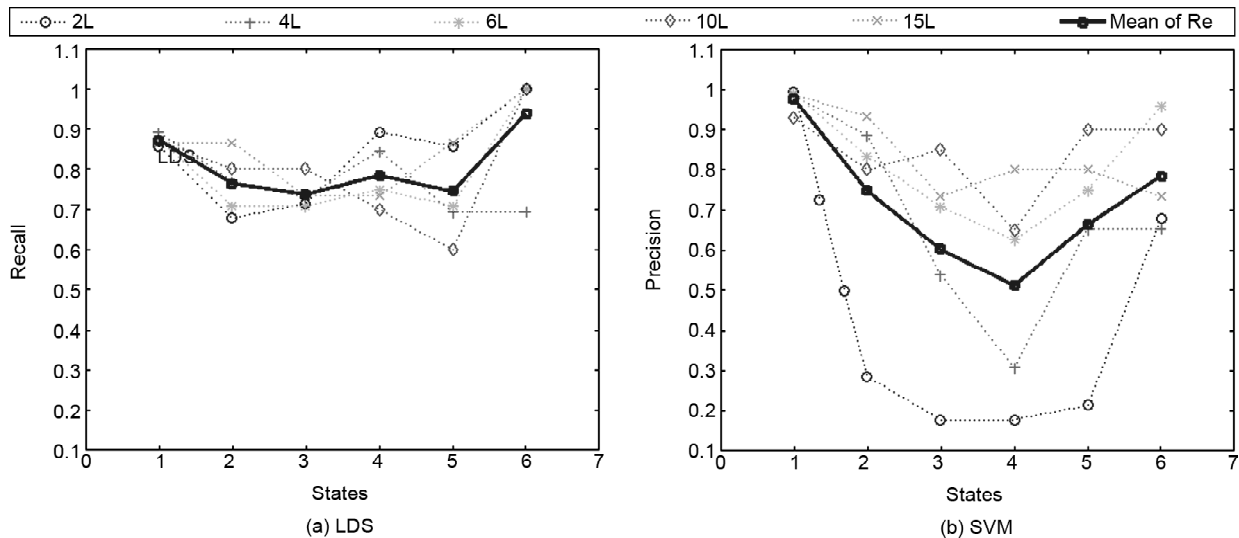 2L 4L 6L 10L 15L Mean of Re
1.1
1
0.9
0.8
0.7
0.6
0.5
0.4
0.3
0.2
0.1
Recall
LDS
0 1 2 3 4 5 6 7
States
(a) LDS
1.1
1
0.9
0.8
0.7
0.6
0.5
0.4
0.3
0.2
0.1
Precision
0 1 2 3 4 5 6 7
States
(b) SVM